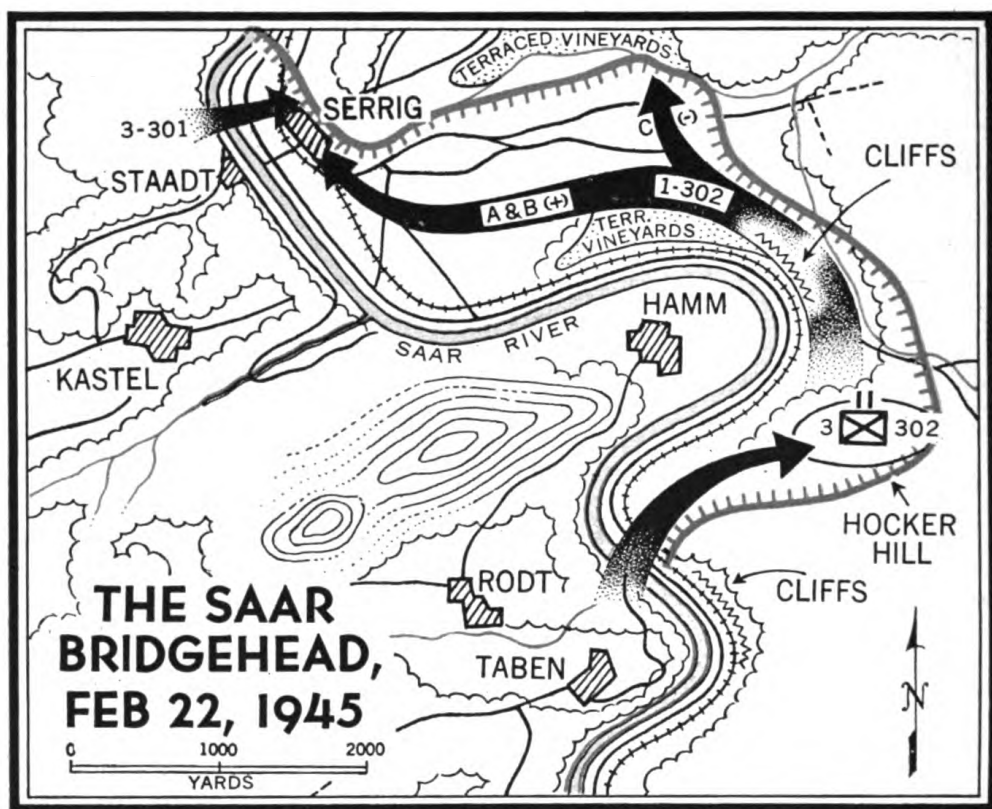 TERRACED VINEYARDS
SERRIG
3-301
C (-)
CLIFFS
STAADT
1-302
A & B (+)
TERR.
VINEYARDS
HAMM
SAAR RIVER
KASTEL
3 302
HOCKER
HILL
RODT
CLIFFS
THE SAAR
BRIDGEHEAD,
FEB 22, 1945
TABEN
N
0 1000 2000
YARDS